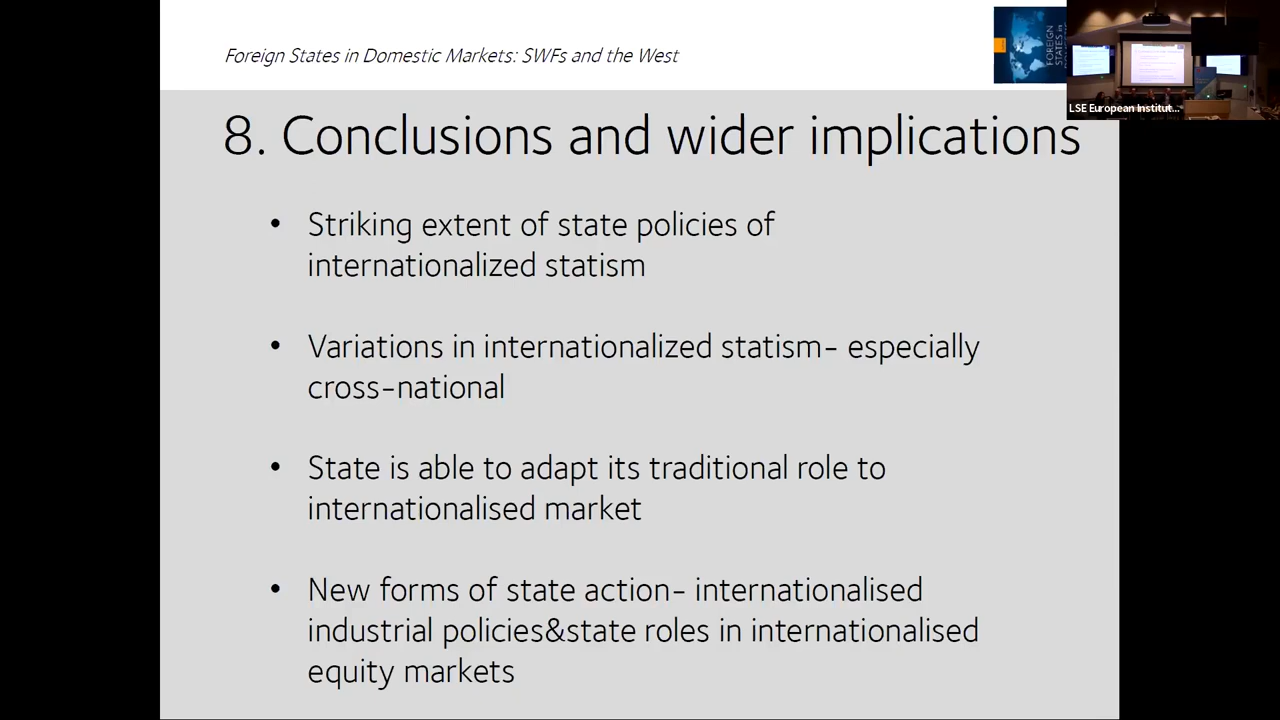 Foreign States in Domestic Markets: SWFs and the West
FOREIGN
STATES in
LSE European Institut...
8. Conclusions and wider implications
• Striking extent of state policies of
internationalized statism
• Variations in internationalized statism- especially
cross-national
• State is able to adapt its traditional role to
internationalised market
• New forms of state action- internationalised
industrial policies&state roles in internationalised
equity markets